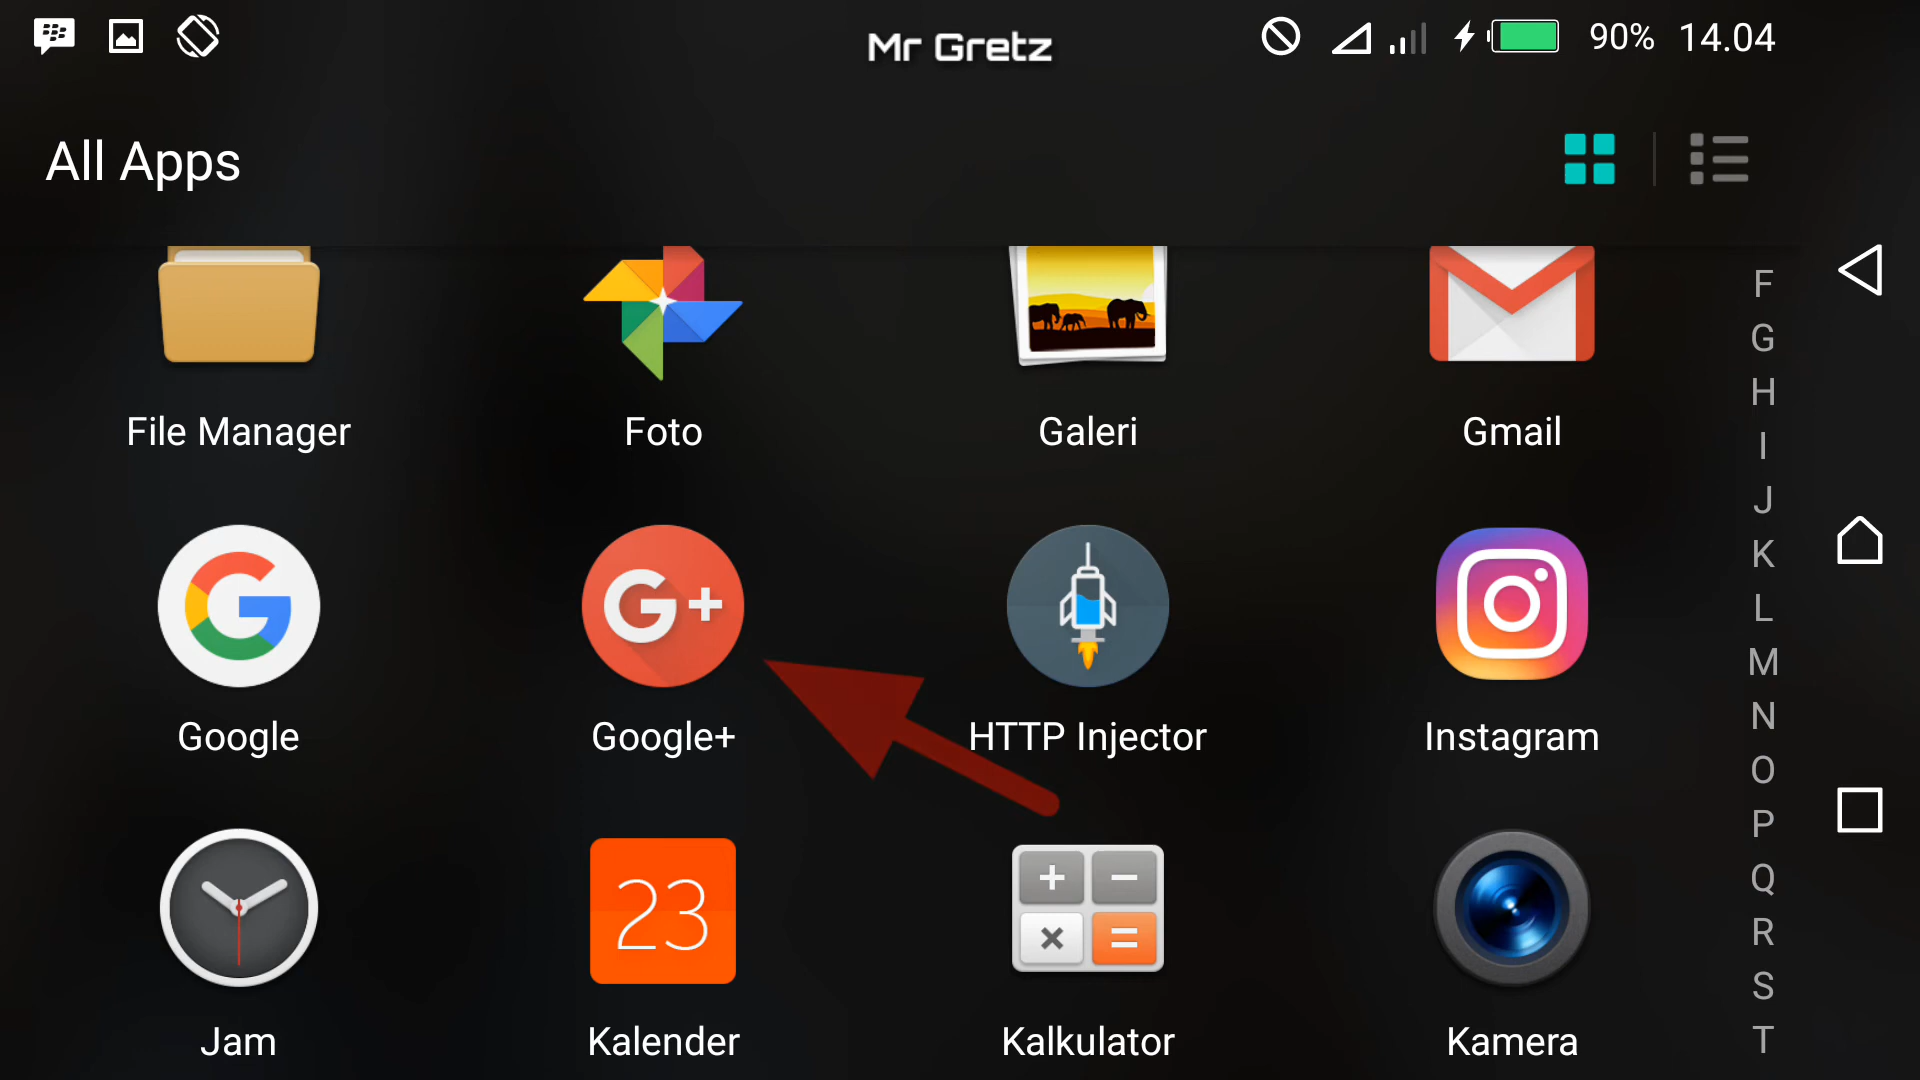 Mr Gretz
90% 14.04
All Apps
File Manager Foto Galeri Gmail
G+
Google Google+ HTTP Injector Instagram
23
Jam Kalender Kalkulator Kamera
F
G
H
I
J
K
L
M
N
O
P
Q
R
S
T